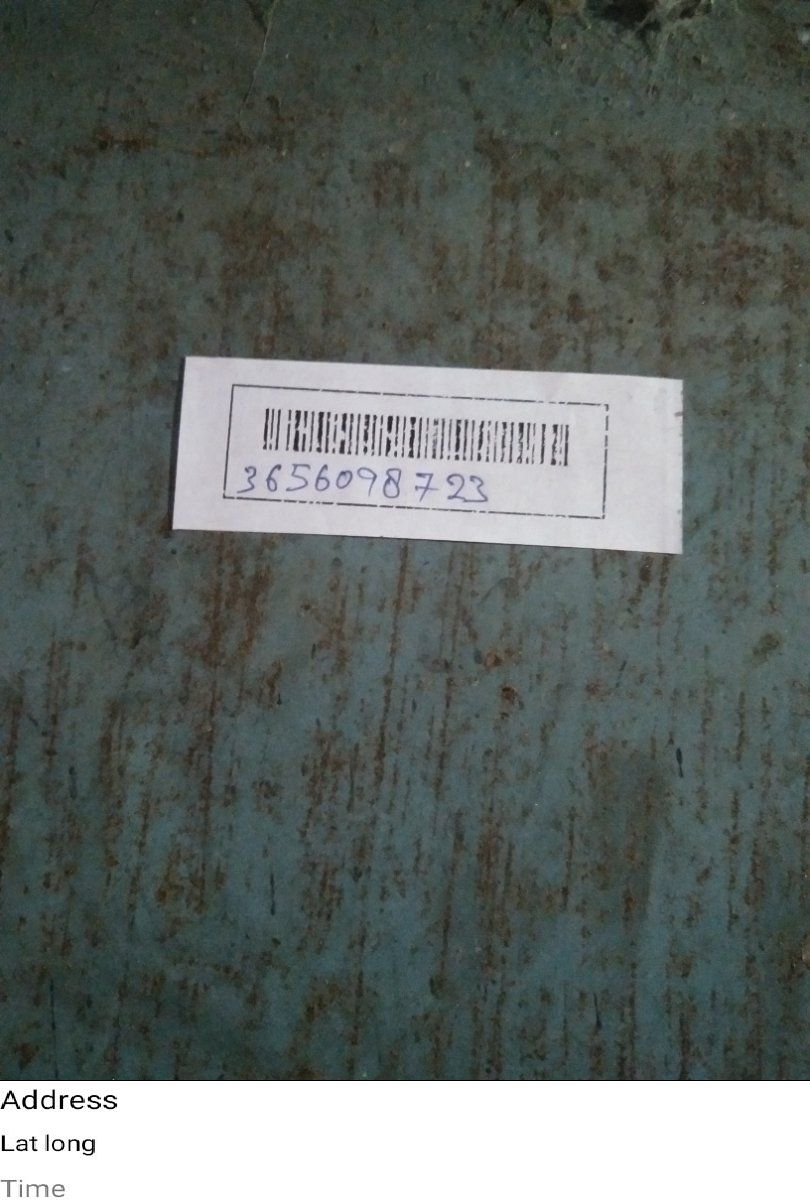 3656098723
Address
Lat long
Time